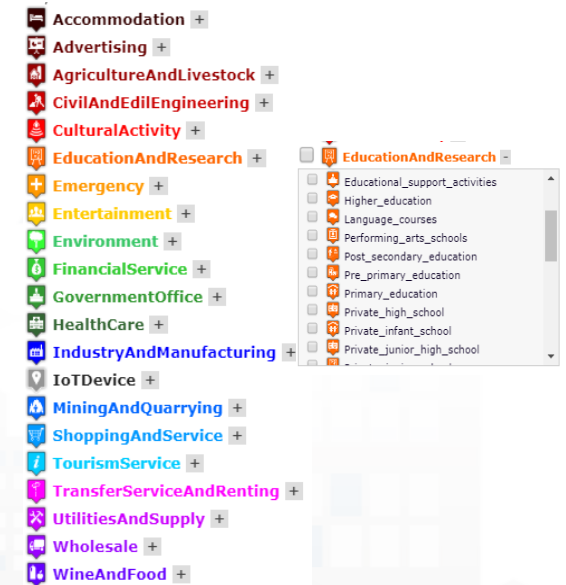 Accommodation +
Advertising +
AgricultureAndLivestock +
CivilAndEdilEngineering +
CulturalActivity +
EducationAndResearch +
Emergency +
Entertainment +
Environment +
FinancialService +
GovernmentOffice +
HealthCare +
IndustryAndManufacturing +
IoTDevice +
MiningAndQuarrying +
ShoppingAndService +
TourismService +
TransferServiceAndRenting +
UtilitiesAndSupply +
Wholesale +
WineAndFood +
EducationAndResearch -
Educational_support_activities
Higher_education
Language_courses
Performing_arts_schools
Post_secondary_education
Pre_primary_education
Primary_education
Private_high_school
Private_infant_school
Private_junior_high_school